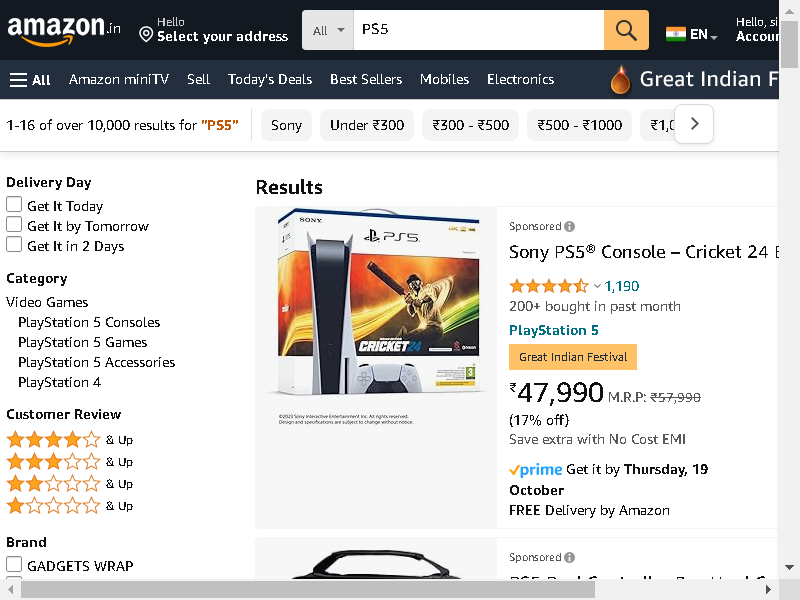 amazon.in
Hello
Select your address
All
PS5
EN
Hello, si
Accour
All
Amazon miniTV
Sell
Today's Deals
Best Sellers
Mobiles
Electronics
Great Indian F
1-16 of over 10,000 results for "PS5"
Sony
Under ₹300
₹300 - ₹500
₹500 - ₹1000
₹1,0
Delivery Day
Get It Today
Get It by Tomorrow
Get It in 2 Days
Category
Video Games
PlayStation 5 Consoles
PlayStation 5 Games
PlayStation 5 Accessories
PlayStation 4
Customer Review
& Up
& Up
& Up
& Up
Brand
GADGETS WRAP
Results
SONY
PS5
CRICKET 24
©2023 Sony Interactive Entertainment Inc. All rights reserved.
Design and specifications are subject to change without notice.
Sponsored
Sony PS5® Console – Cricket 24
1,190
200+ bought in past month
PlayStation 5
Great Indian Festival
₹47,990 M.R.P: ₹57,990
(17% off)
Save extra with No Cost EMI
prime Get it by Thursday, 19
October
FREE Delivery by Amazon
Sponsored